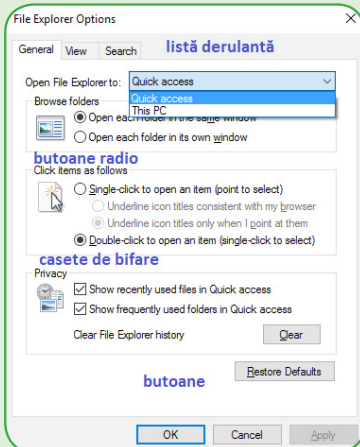 File Explorer Options
General View Search
listă derulantă
Open File Explorer to: Quick access
Quick access
This PC
Browse folders
Open each folder in the same window
Open each folder in its own window
butoane radio
Click items as follows
Single-click to open an item (point to select)
Underline icon titles consistent with my browser
Underline icon titles only when I point at them
Double-click to open an item (single-click to select)
casete de bifare
Privacy
Show recently used files in Quick access
Show frequently used folders in Quick access
Clear File Explorer history Clear
Restore Defaults
butoane
OK Cancel Apply